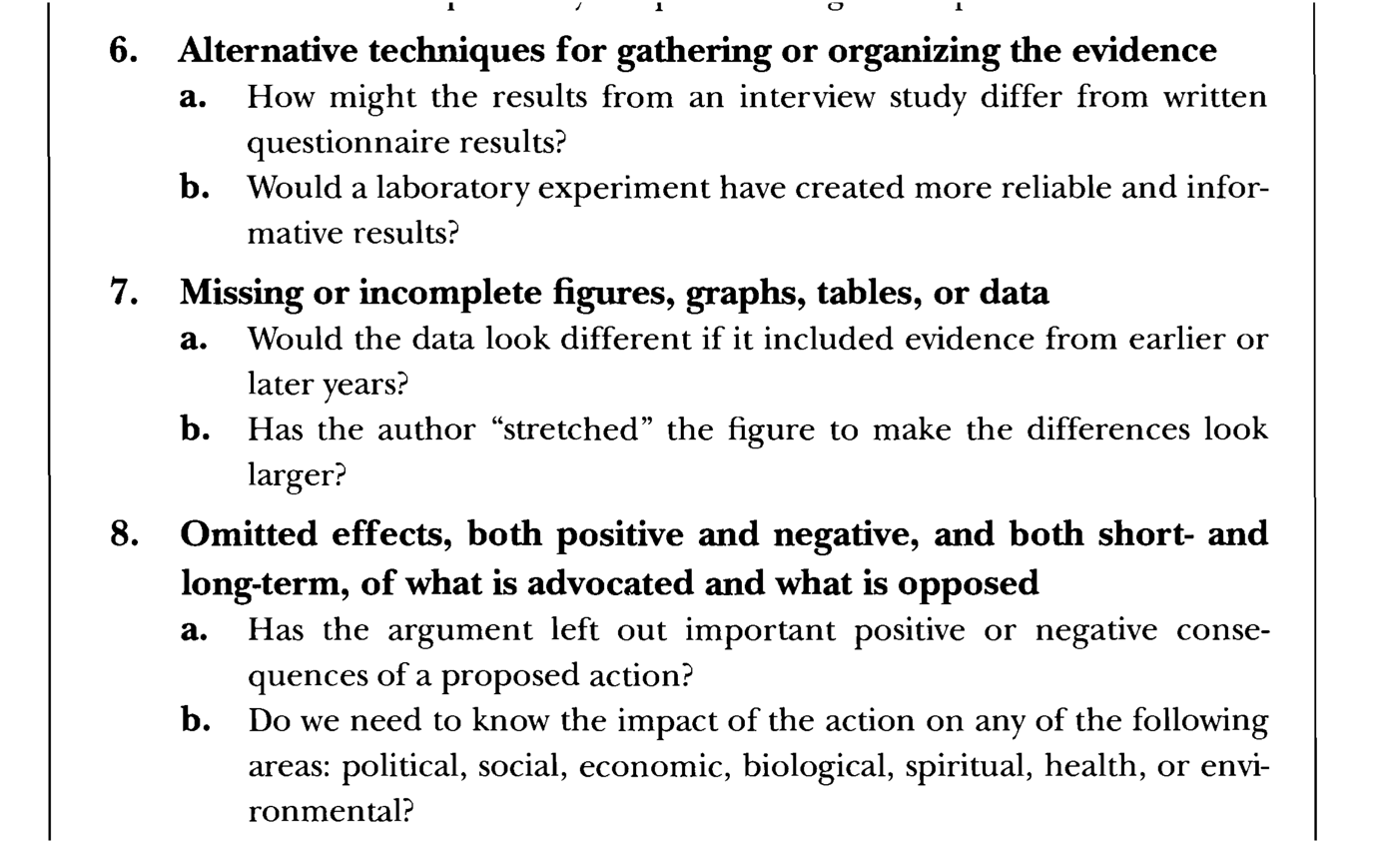 6. Alternative techniques for gathering or organizing the evidence
a. How might the results from an interview study differ from written
questionnaire results?
b. Would a laboratory experiment have created more reliable and infor-
mative results?
7. Missing or incomplete figures, graphs, tables, or data
a. Would the data look different if it included evidence from earlier or
later years?
b. Has the author “stretched” the figure to make the differences look
larger?
8. Omitted effects, both positive and negative, and both short- and
long-term, of what is advocated and what is opposed
a. Has the argument left out important positive or negative conse-
quences of a proposed action?
b. Do we need to know the impact of the action on any of the following
areas: political, social, economic, biological, spiritual, health, or envi-
ronmental?